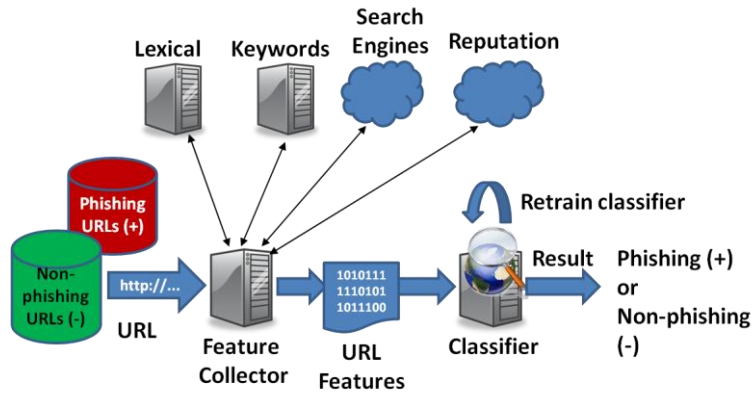 Lexical
Keywords
Search
Engines
Reputation
Phishing
URLs (+)
Non-
phishing
URLs (-)
http://...
URL
Feature
Collector
1010111
1110101
1011100
URL
Features
Retrain classifier
Classifier
Result
Phishing (+)
or
Non-phishing
(-)